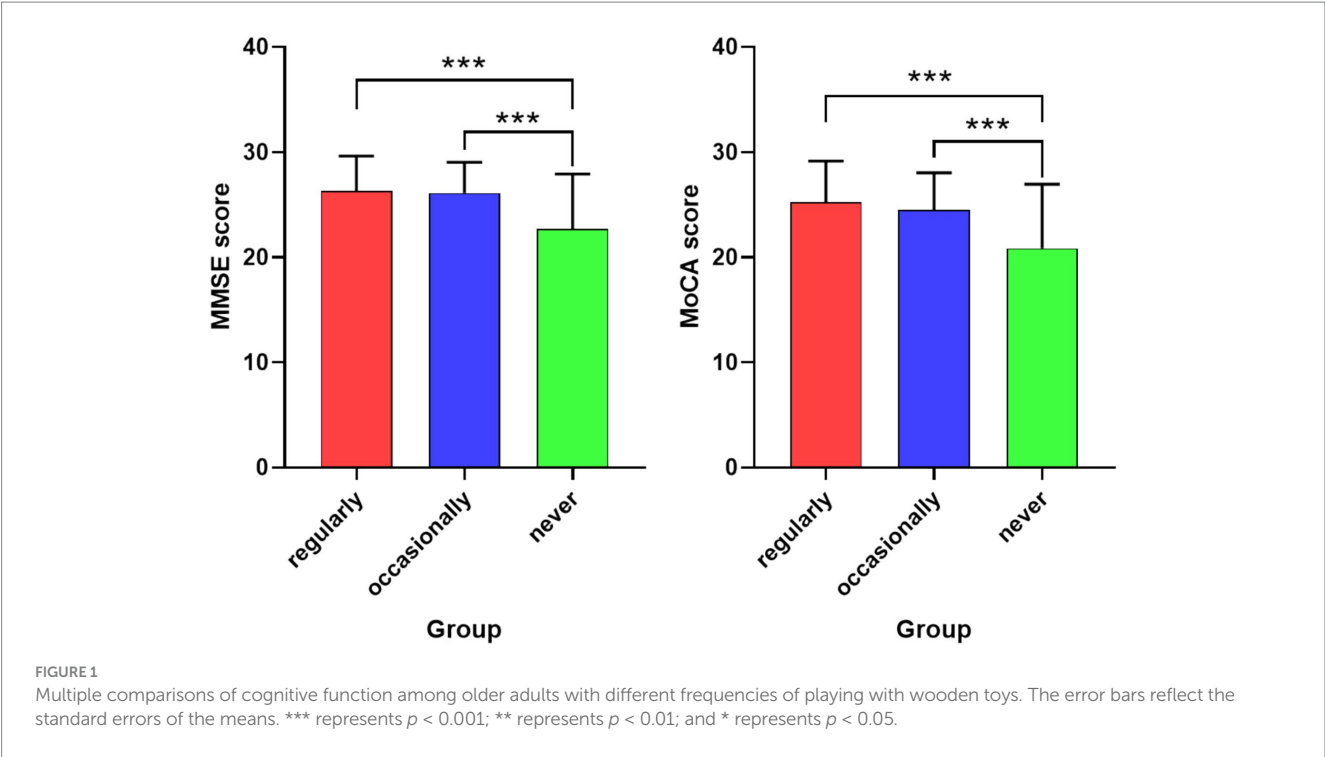 40
30
20
10
0
MMSE score
***
***
regularly
occasionally
never
Group
40
30
20
10
0
MoCA score
***
***
regularly
occasionally
never
Group
FIGURE 1
Multiple comparisons of cognitive function among older adults with different frequencies of playing with wooden toys. The error bars reflect the
standard errors of the means. *** represents p < 0.001; ** represents p < 0.01; and * represents p < 0.05.